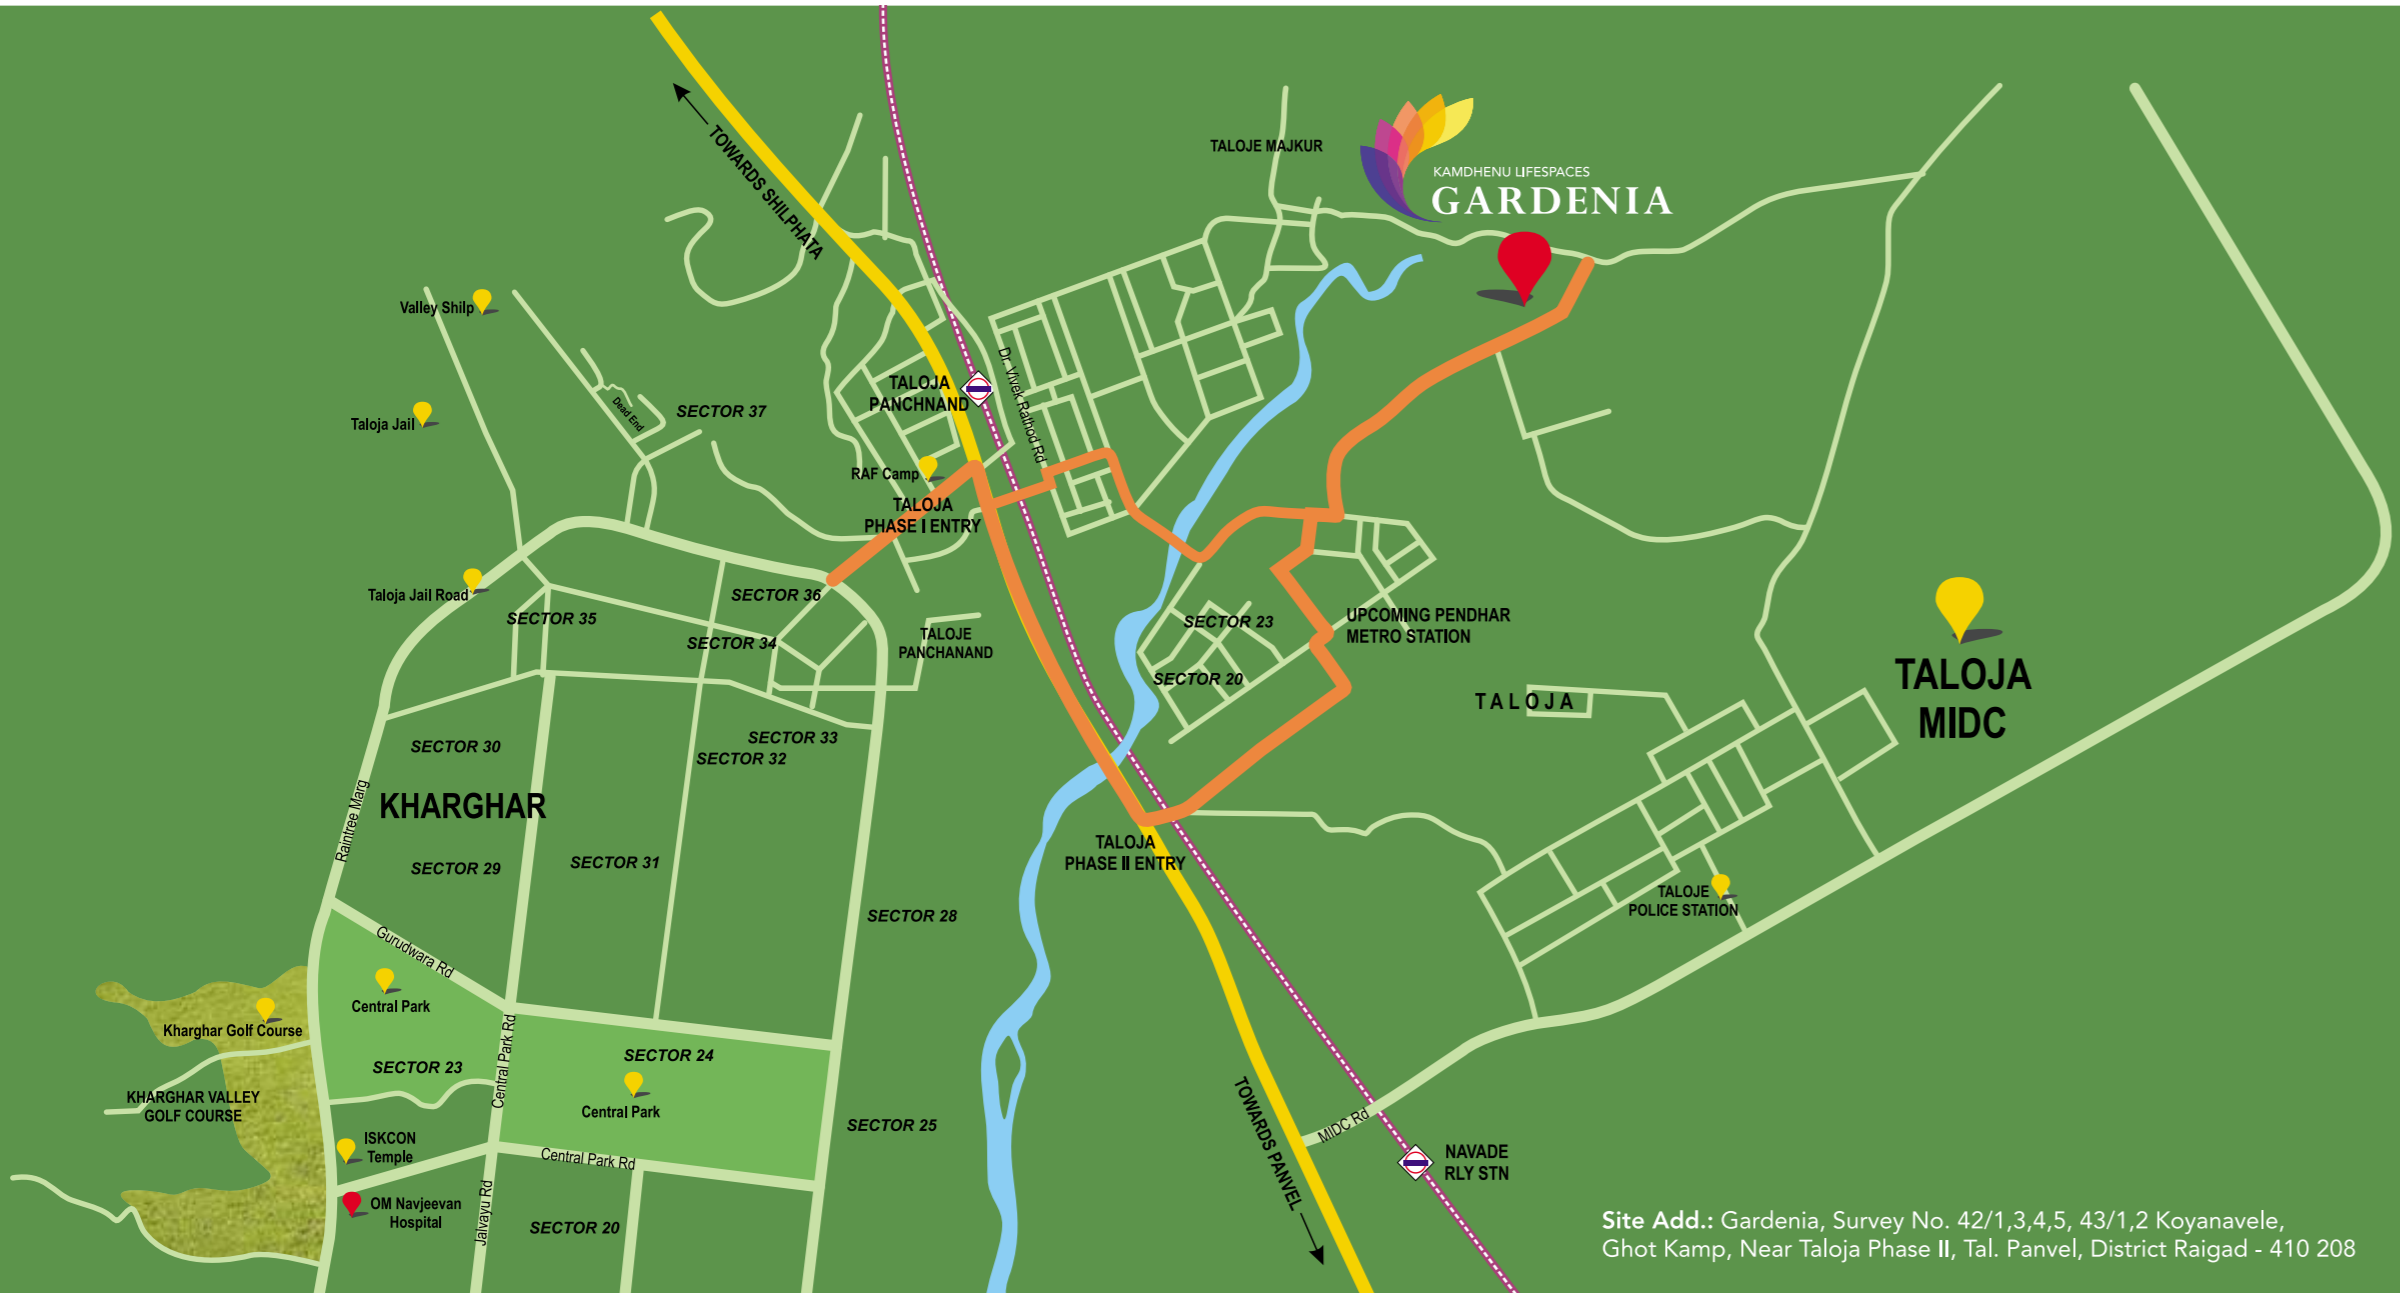 TOWARDS SHILPHATA
TALOJE MAJKUR
KAMDHENU LIFESPACES
GARDENIA
Valley Shilp
Taloja Jail
Dead End
SECTOR 37
TALOJA
PANCHNAND
Dr. Vivek Rathod Rd
RAF Camp
TALOJA
PHASE I ENTRY
Taloja Jail Road
SECTOR 36
SECTOR 35
SECTOR 34
TALOJE
PANCHANAND
SECTOR 23
SECTOR 20
UPCOMING PENDHAR
METRO STATION
TALOJA
TALOJA
MIDC
SECTOR 30
SECTOR 33
SECTOR 32
KHARGHAR
Raintree Marg
SECTOR 29
SECTOR 31
TALOJA
PHASE II ENTRY
TALOJE
POLICE STATION
SECTOR 28
Gurudwara Rd
Central Park
Kharghar Golf Course
SECTOR 23
Central Park Rd
SECTOR 24
Central Park
KHARGHAR VALLEY
GOLF COURSE
SECTOR 25
ISKCON
Temple
Central Park Rd
OM Navjeevan
Hospital
Jalvayu Rd
SECTOR 20
TOWARDS PANVEL
MIDC Rd
NAVADE
RLY STN
Site Add.: Gardenia, Survey No. 42/1,3,4,5, 43/1,2 Koyanavele,
Ghot Kamp, Near Taloja Phase II, Tal. Panvel, District Raigad - 410 208